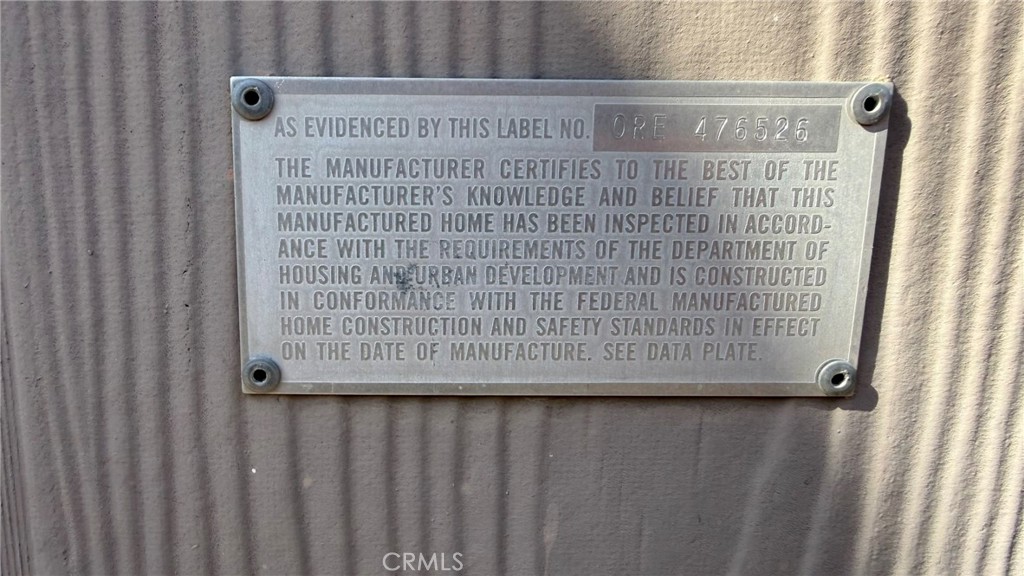 AS EVIDENCED BY THIS LABEL NO. ORE 476526
THE MANUFACTURER CERTIFIES TO THE BEST OF THE
MANUFACTURER'S KNOWLEDGE AND BELIEF THAT THIS
MANUFACTURED HOME HAS BEEN INSPECTED IN ACCORD-
ANCE WITH THE REQUIREMENTS OF THE DEPARTMENT OF
HOUSING AND URBAN DEVELOPMENT AND IS CONSTRUCTED
IN CONFORMANCE WITH THE FEDERAL MANUFACTURED
HOME CONSTRUCTION AND SAFETY STANDARDS IN EFFECT
ON THE DATE OF MANUFACTURE. SEE DATA PLATE.
CRMLS